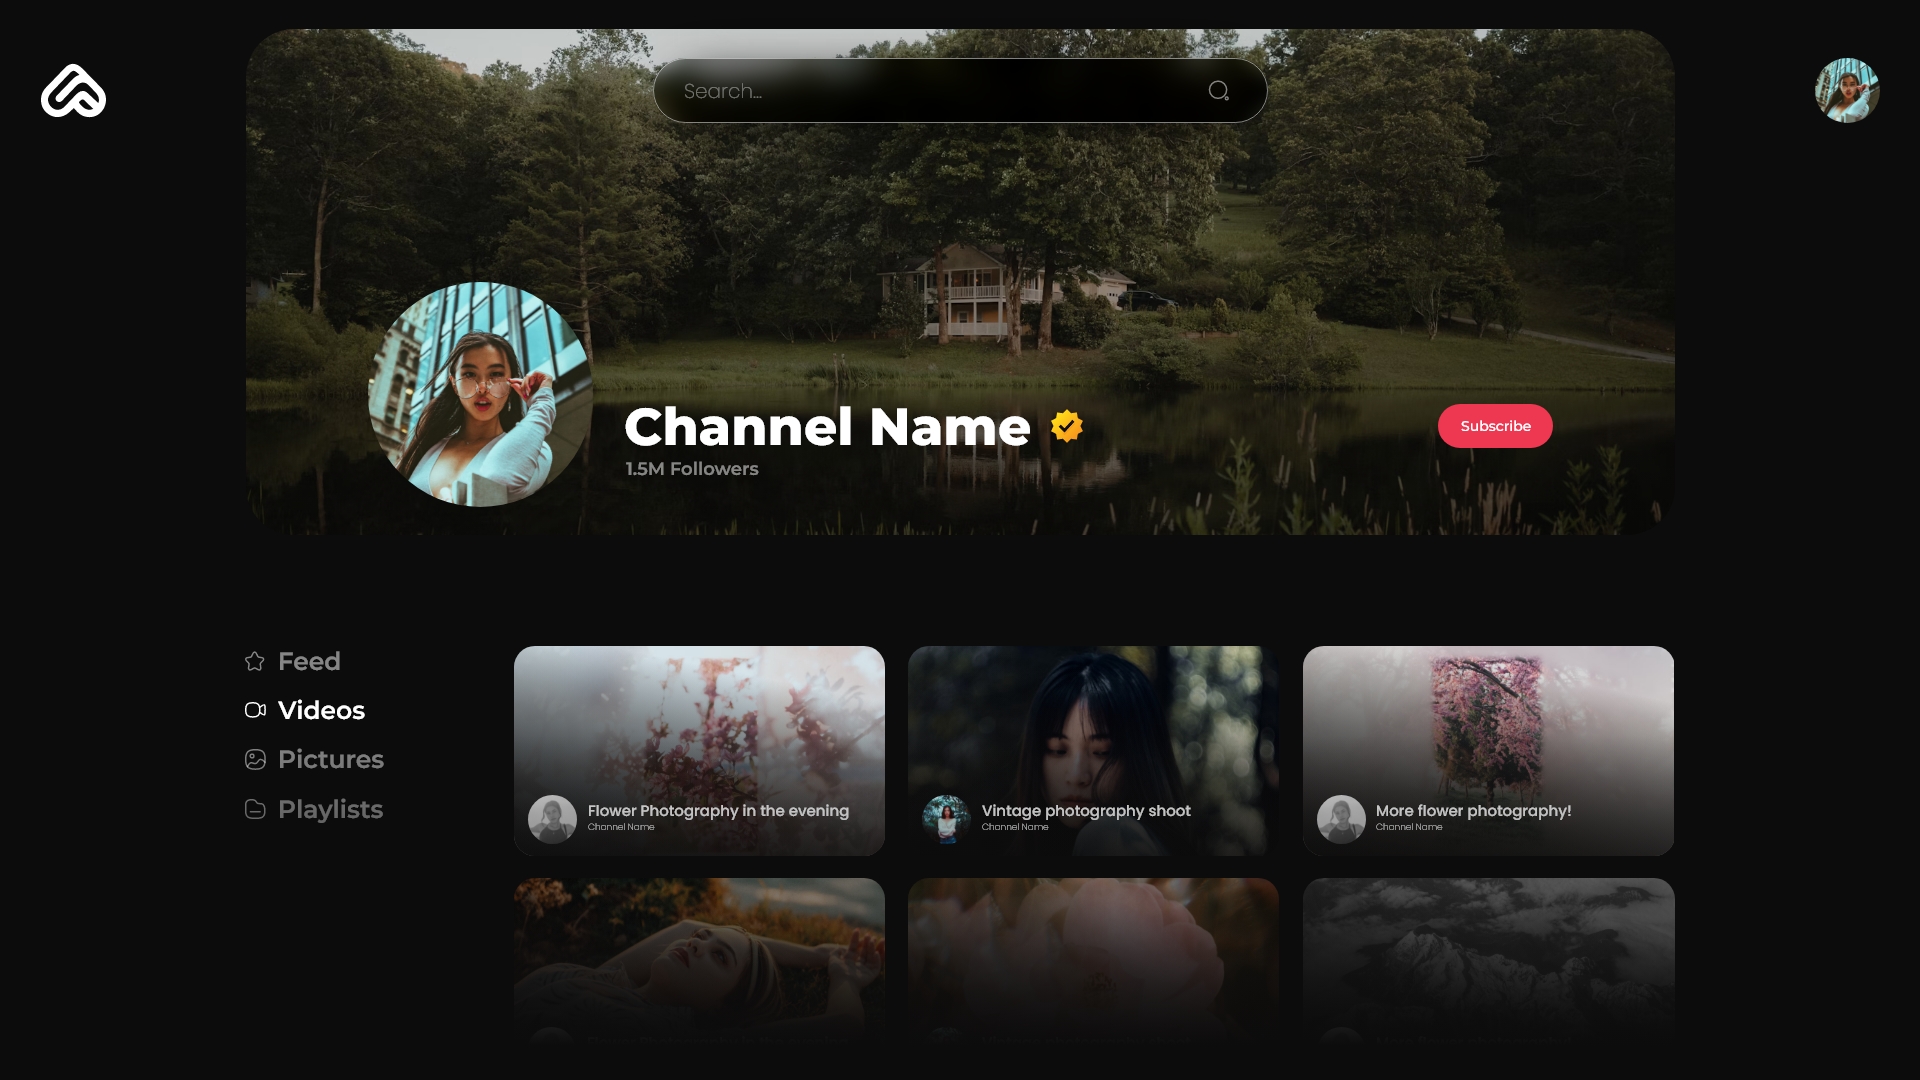 Search...
Channel Name
1.5M Followers
Subscribe
Feed
Videos
Pictures
Playlists
Flower Photography in the evening
Channel Name
Vintage photography shoot
Channel Name
More flower photography!
Channel Name